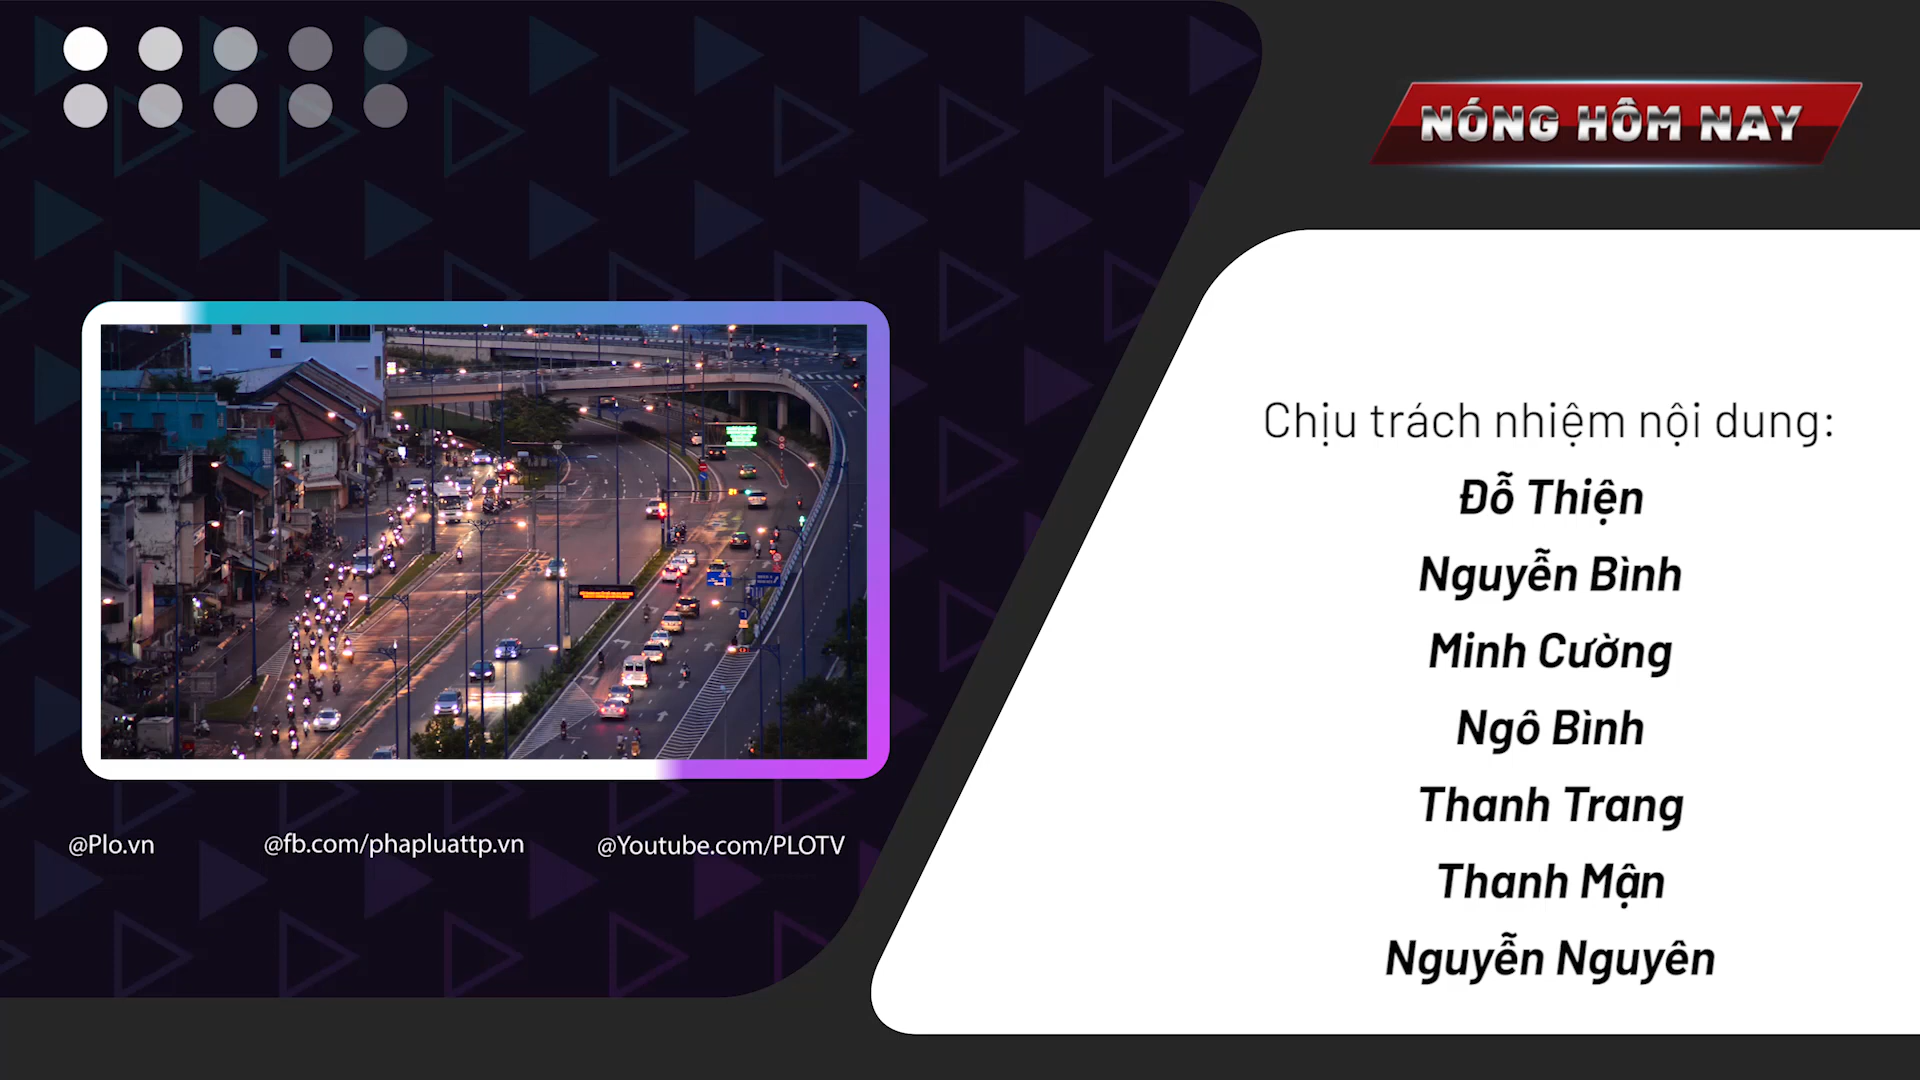 NÓNG HÔM NAY
Chịu trách nhiệm nội dung:
Đỗ Thiện
Nguyễn Bình
Minh Cường
Ngô Bình
Thanh Trang
Thanh Mận
Nguyễn Nguyên
@Plo.vn
@fb.com/phapluattp.vn
@Youtube.com/PLOTV